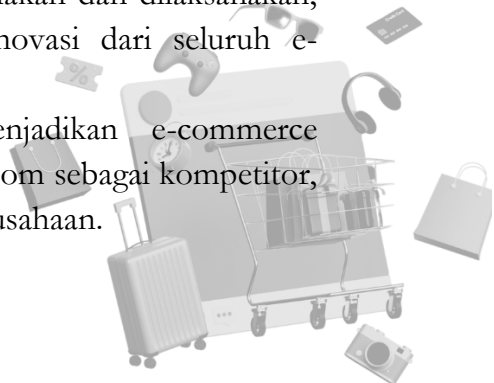 dilaksanakan,
novasi dari seluruh e-
enjadikan e-commerce
om sebagai kompetitor,
usahaan.